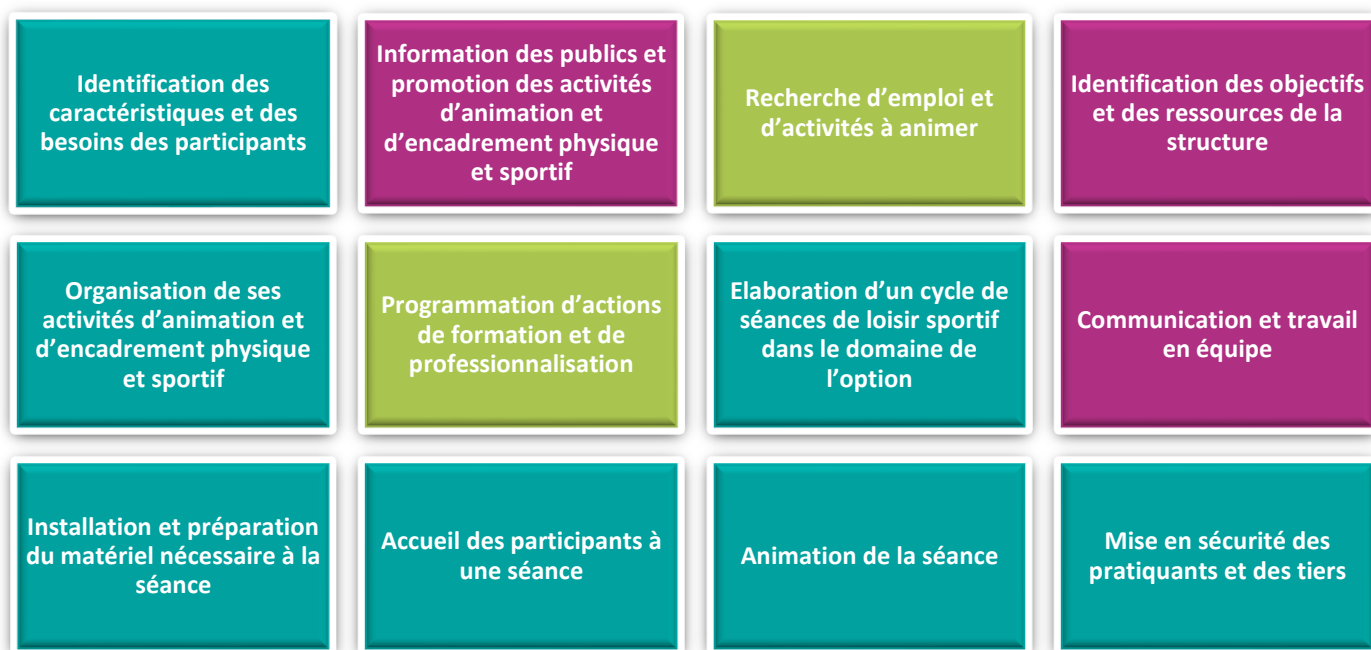 Identification des
caractéristiques et des
besoins des participants
Information des publics et
promotion des activités
d’animation et
d’encadrement physique
et sportif
Recherche d’emploi et
d’activités à animer
Identification des objectifs
et des ressources de la
structure
Organisation de ses
activités d’animation et
d’encadrement physique
et sportif
Programmation d’actions
de formation et de
professionnalisation
Elaboration d’un cycle de
séances de loisir sportif
dans le domaine de
l’option
Communication et travail
en équipe
Installation et préparation
du matériel nécessaire à la
séance
Accueil des participants à
une séance
Animation de la séance
Mise en sécurité des
pratiquants et des tiers